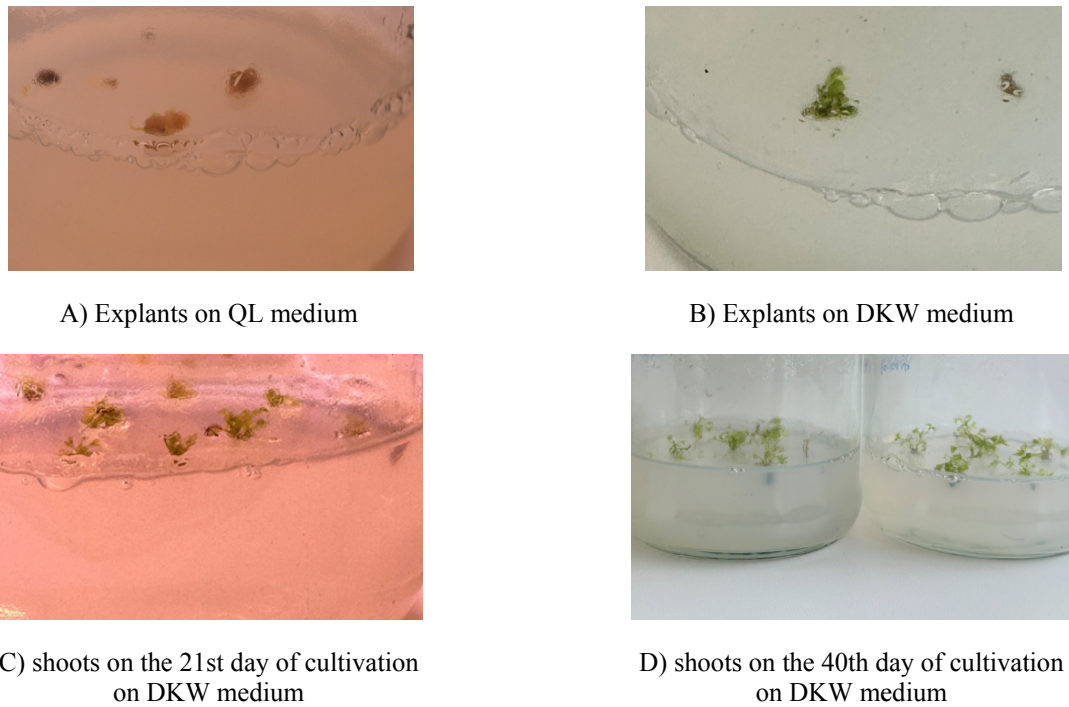 A) Explants on QL medium
B) Explants on DKW medium
C) shoots on the 21st day of cultivation
on DKW medium
D) shoots on the 40th day of cultivation
on DKW medium